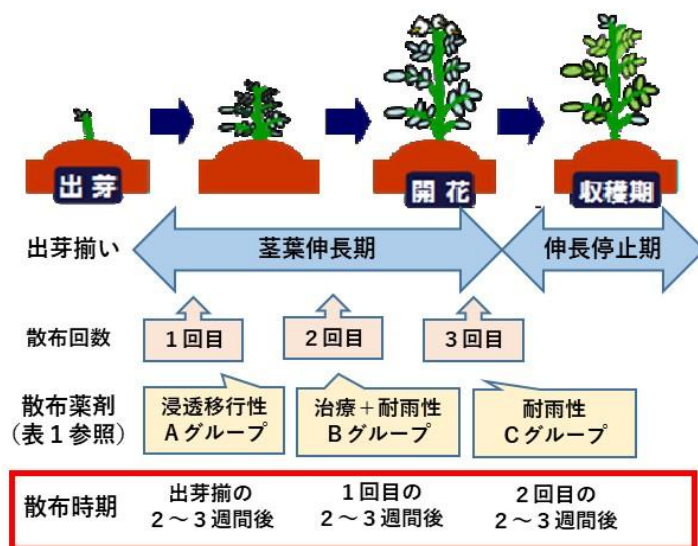 出芽
開花
収穫期
出芽揃い
茎葉伸長期
伸長停止期
散布回数
1回目
2回目
3回目
散布薬剤
(表1参照)
浸透移行性
Aグループ
治療+耐雨性
Bグループ
耐雨性
Cグループ
散布時期
出芽揃の
2~3週間後
1回目の
2~3週間後
2回目の
2~3週間後